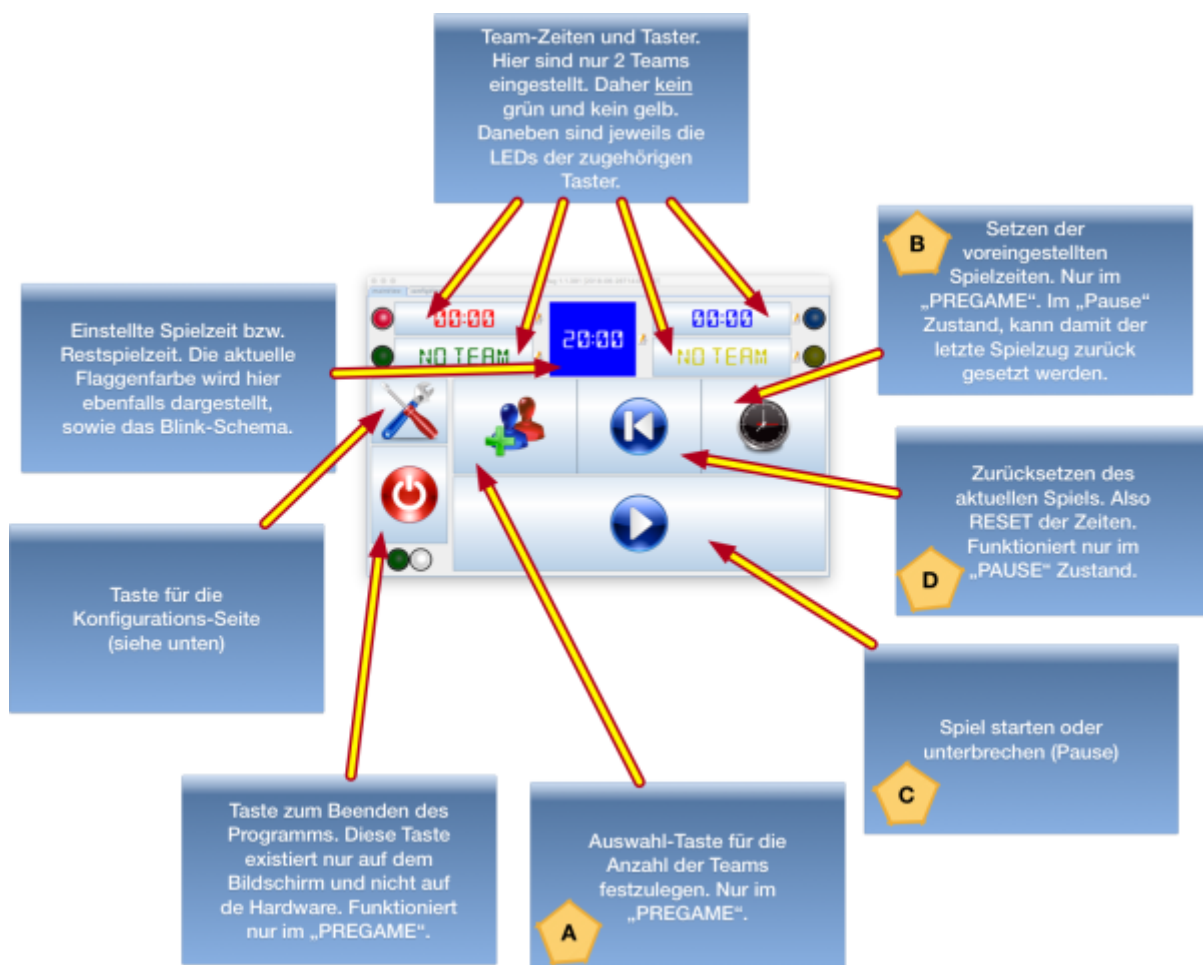 Team-Zeiten und Taster.
Hier sind nur 2 Teams
eingestellt. Daher kein
grün und kein gelb.
Daneben sind jeweils die
LEDs der zugehörigen
Taster.
B
Setzen der
voreingestellten
Spielzeiten. Nur im
„PREGAME“. Im „Pause“
Zustand, kann damit der
letzte Spielzug zurück
gesetzt werden.
Einstellte Spielzeit bzw.
Restspielzeit. Die aktuelle
Flaggenfarbe wird hier
ebenfalls dargestellt,
sowie das Blink-Schema.
00:00
20:00
00:00
NO TEAM
NO TEAM
Zurücksetzen des
aktuellen Spiels. Also
RESET der Zeiten.
Funktioniert nur im
„PAUSE“ Zustand.
D
Taste für die
Konfigurations-Seite
(siehe unten)
Spiel starten oder
unterbrechen (Pause)
C
Taste zum Beenden des
Programms. Diese Taste
existiert nur auf dem
Bildschirm und nicht auf
de Hardware. Funktioniert
nur im „PREGAME“.
Auswahl-Taste für die
Anzahl der Teams
festzulegen. Nur im
„PREGAME“.
A